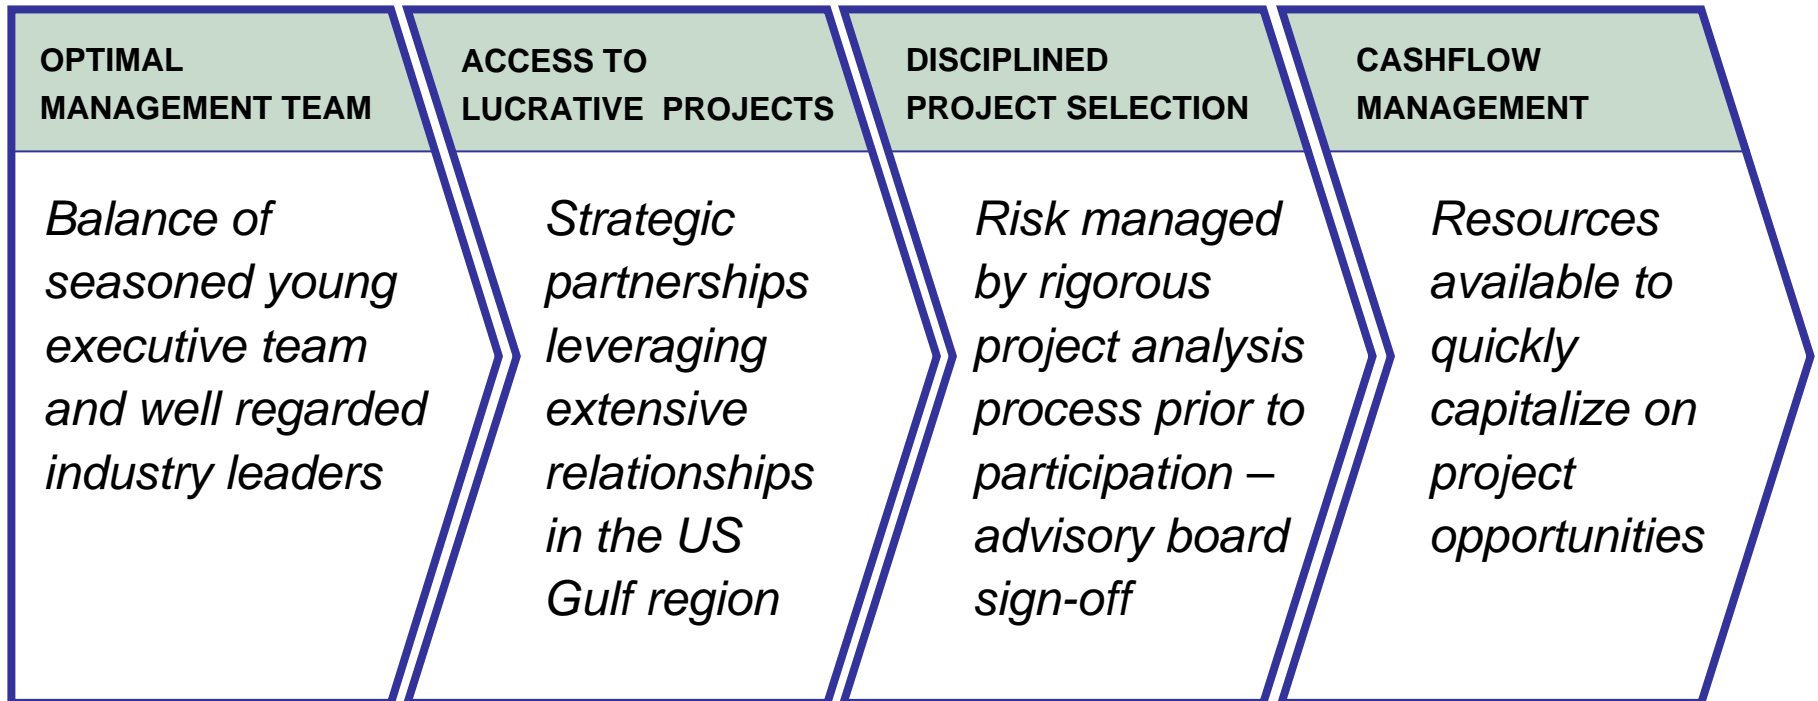 OPTIMAL
MANAGEMENT TEAM
Balance of
seasoned young
executive team
and well regarded
industry leaders
ACCESS TO
LUCRATIVE PROJECTS
Strategic
partnerships
leveraging
extensive
relationships
in the US
Gulf region
DISCIPLINED
PROJECT SELECTION
Risk managed
by rigorous
project analysis
process prior to
participation –
advisory board
sign-off
CASHFLOW
MANAGEMENT
Resources
available to
quickly
capitalize on
project
opportunities